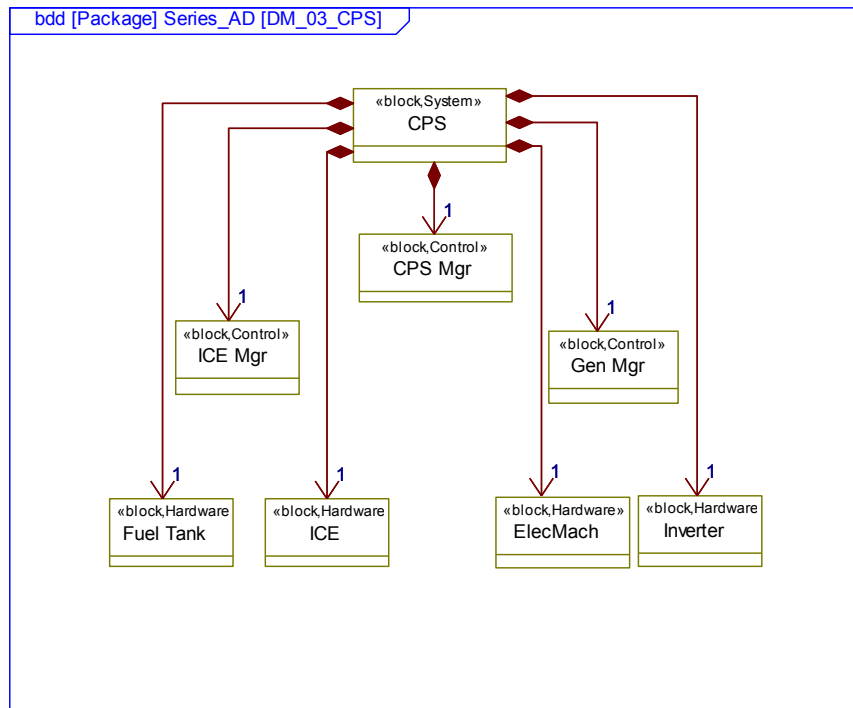 bdd [Package] Series_AD [DM_03_CPS]
«block,System»
CPS
1
«block,Control»
CPS Mgr
1
«block,Control»
ICE Mgr
1
«block,Control»
Gen Mgr
1
«block,Hardware
Fuel Tank
1
«block,Hardware
ICE
1
«block,Hardware»
ElecMach
1
«block,Hardware
Inverter